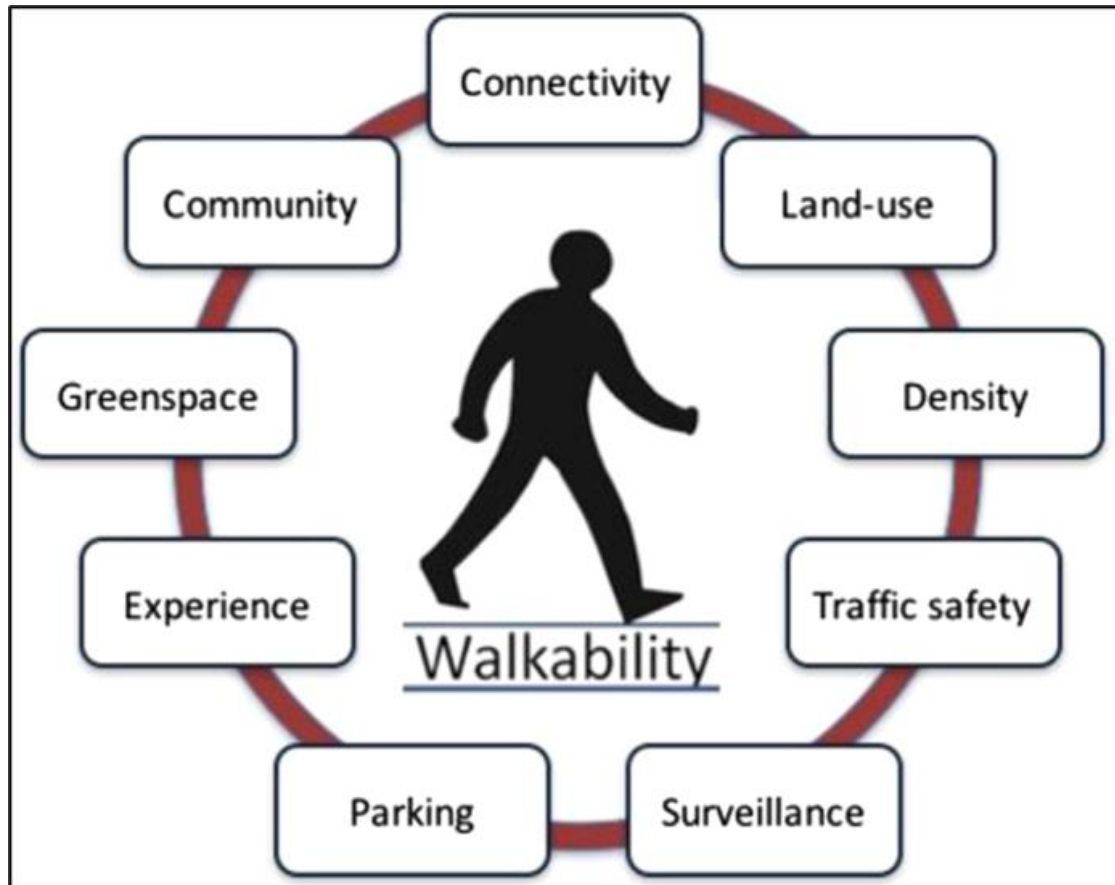 Connectivity
Community
Land-use
Greenspace
Density
Experience
Traffic safety
Walkability
Parking
Surveillance